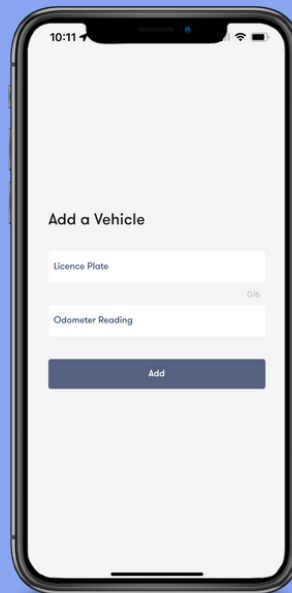 10:11
Add a Vehicle
Licence Plate
0/6
Odometer Reading
Add